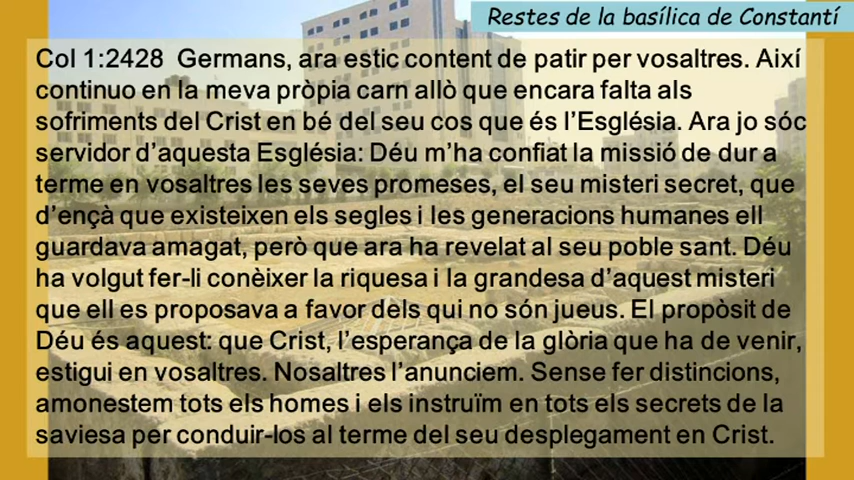 Restes de la basílica de Constantí
Col 1:2428  Germans, ara estic content de patir per vosaltres. Així
continuo en la meva pròpia carn allò que encara falta als
sofriments del Crist en bé del seu cos que és l’Església. Ara jo sóc
servidor d’aquesta Església: Déu m’ha confiat la missió de dur a
terme en vosaltres les seves promeses, el seu misteri secret, que
d’ençà que existeixen els segles i les generacions humanes ell
guardava amagat, però que ara ha revelat al seu poble sant. Déu
ha volgut fer-li conèixer la riquesa i la grandesa d’aquest misteri
que ell es proposava a favor dels qui no són jueus. El propòsit de
Déu és aquest: que Crist, l’esperança de la glòria que ha de venir,
estigui en vosaltres. Nosaltres l’anunciem. Sense fer distincions,
amonestem tots els homes i els instruïm en tots els secrets de la
saviesa per conduir-los al terme del seu desplegament en Crist.